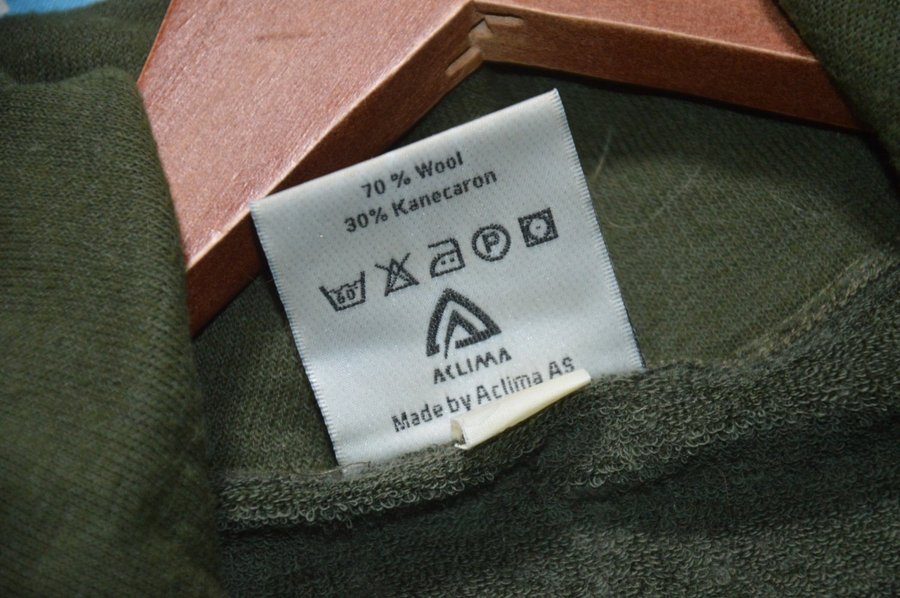 70 % Wool
30% Kanecaron
60 P
ACLIMA
Made by Aclima AS